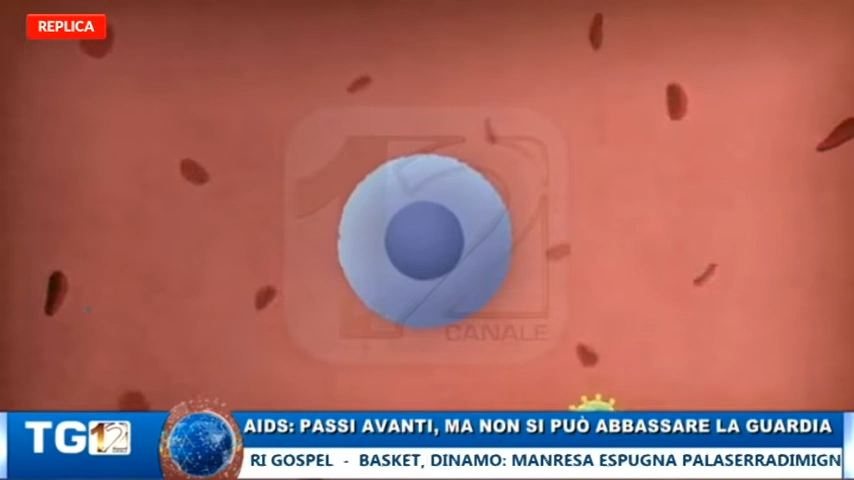 REPLICA
12
CANALE
TG12
AIDS: PASSI AVANTI, MA NON SI PUÒ ABBASSARE LA GUARDIA
RI GOSPEL - BASKET, DINAMO: MANRESA ESPUGNA PALASERRADIMIGN